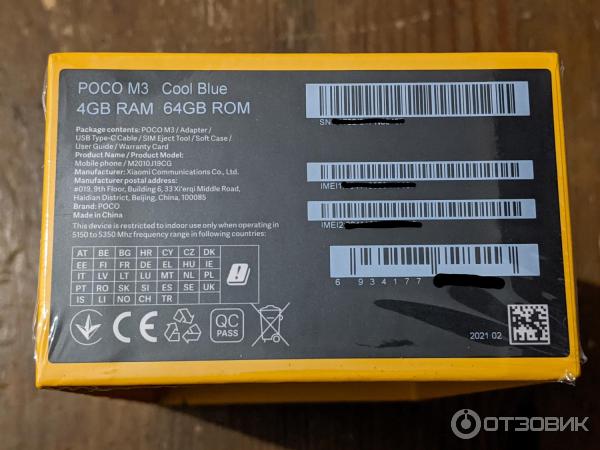 POCO M3 Cool Blue
4GB RAM 64GB ROM
Package contents: POCO M3 / Adapter /
USB Type-C Cable / SIM Eject Tool / Soft Case /
User Guide / Warranty Card
Product Name / Product Model:
Mobile phone / M2010J19CG
Manufacturer: Xiaomi Communications Co., Ltd.
Manufacturer address:
#019, 9th Floor, Building 6, 33 Xi'erqi Middle Road,
Haidian District, Beijing, China, 100085
Brand: POCO
Made in China
This device is restricted to indoor use only when operating in
5150 to 5350 Mhz frequency range in following countries:
AT BE BG HR CY CZ DK
EE FI FR DE EL HU IE
IT LV LT LU MT NL PL
PT RO SK SI ES SE UK
IS LI NO CH TR
CE
QC
PASS
SN
IMEI1
IMEI2
6 934177
2021 02
ОТЗОВИК